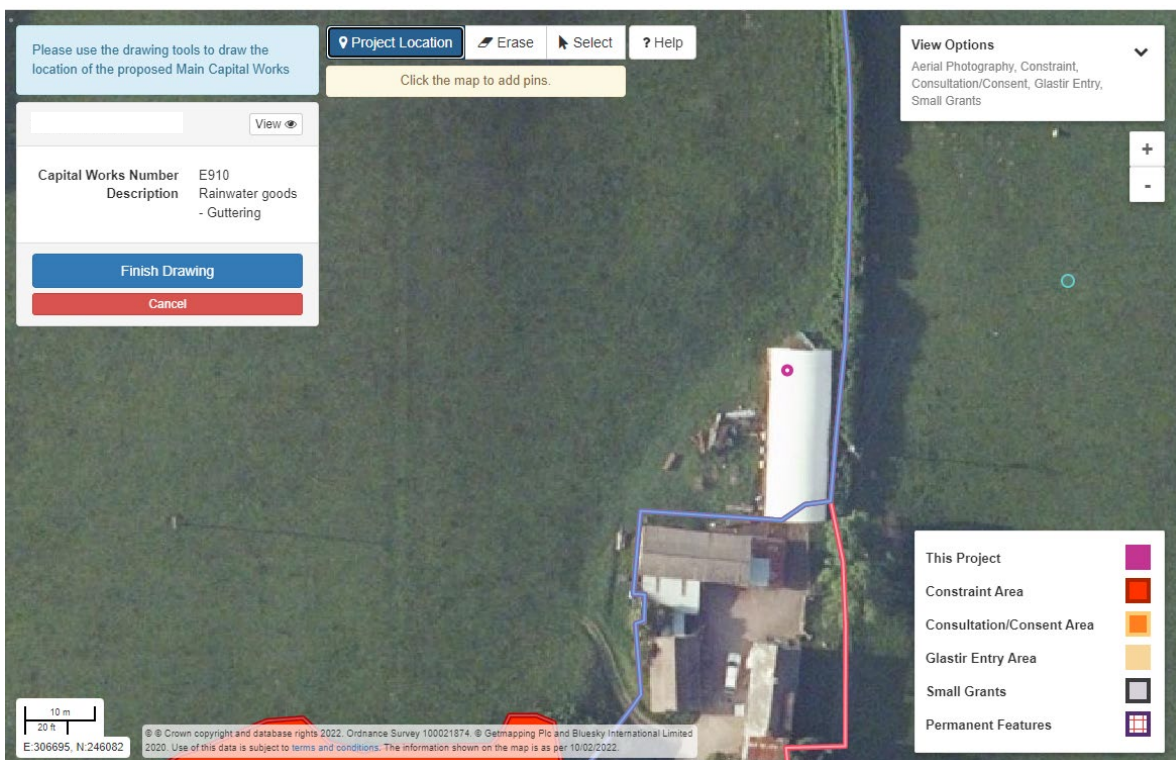 Please use the drawing tools to draw the
location of the proposed Main Capital Works
Project Location
Erase
Select
? Help
Click the map to add pins.
View Options
Aerial Photography, Constraint,
Consultation/Consent, Glastir Entry,
Small Grants
View
Capital Works Number E910
Description Rainwater goods
- Guttering
Finish Drawing
Cancel
+
-
This Project
Constraint Area
Consultation/Consent Area
Glastir Entry Area
Small Grants
Permanent Features
10 m
20 ft
E:306695, N:246082
© © Crown copyright and database rights 2022. Ordnance Survey 100021874. © Getmapping Plc and Bluesky International Limited
2020. Use of this data is subject to terms and conditions. The information shown on the map is as per 10/02/2022.